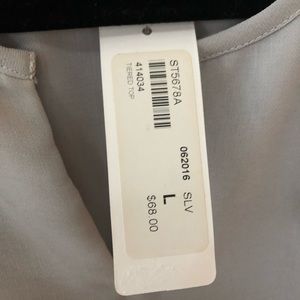 ST5678A
414034
TIERED TOP
062016 SLV
L
$68.00